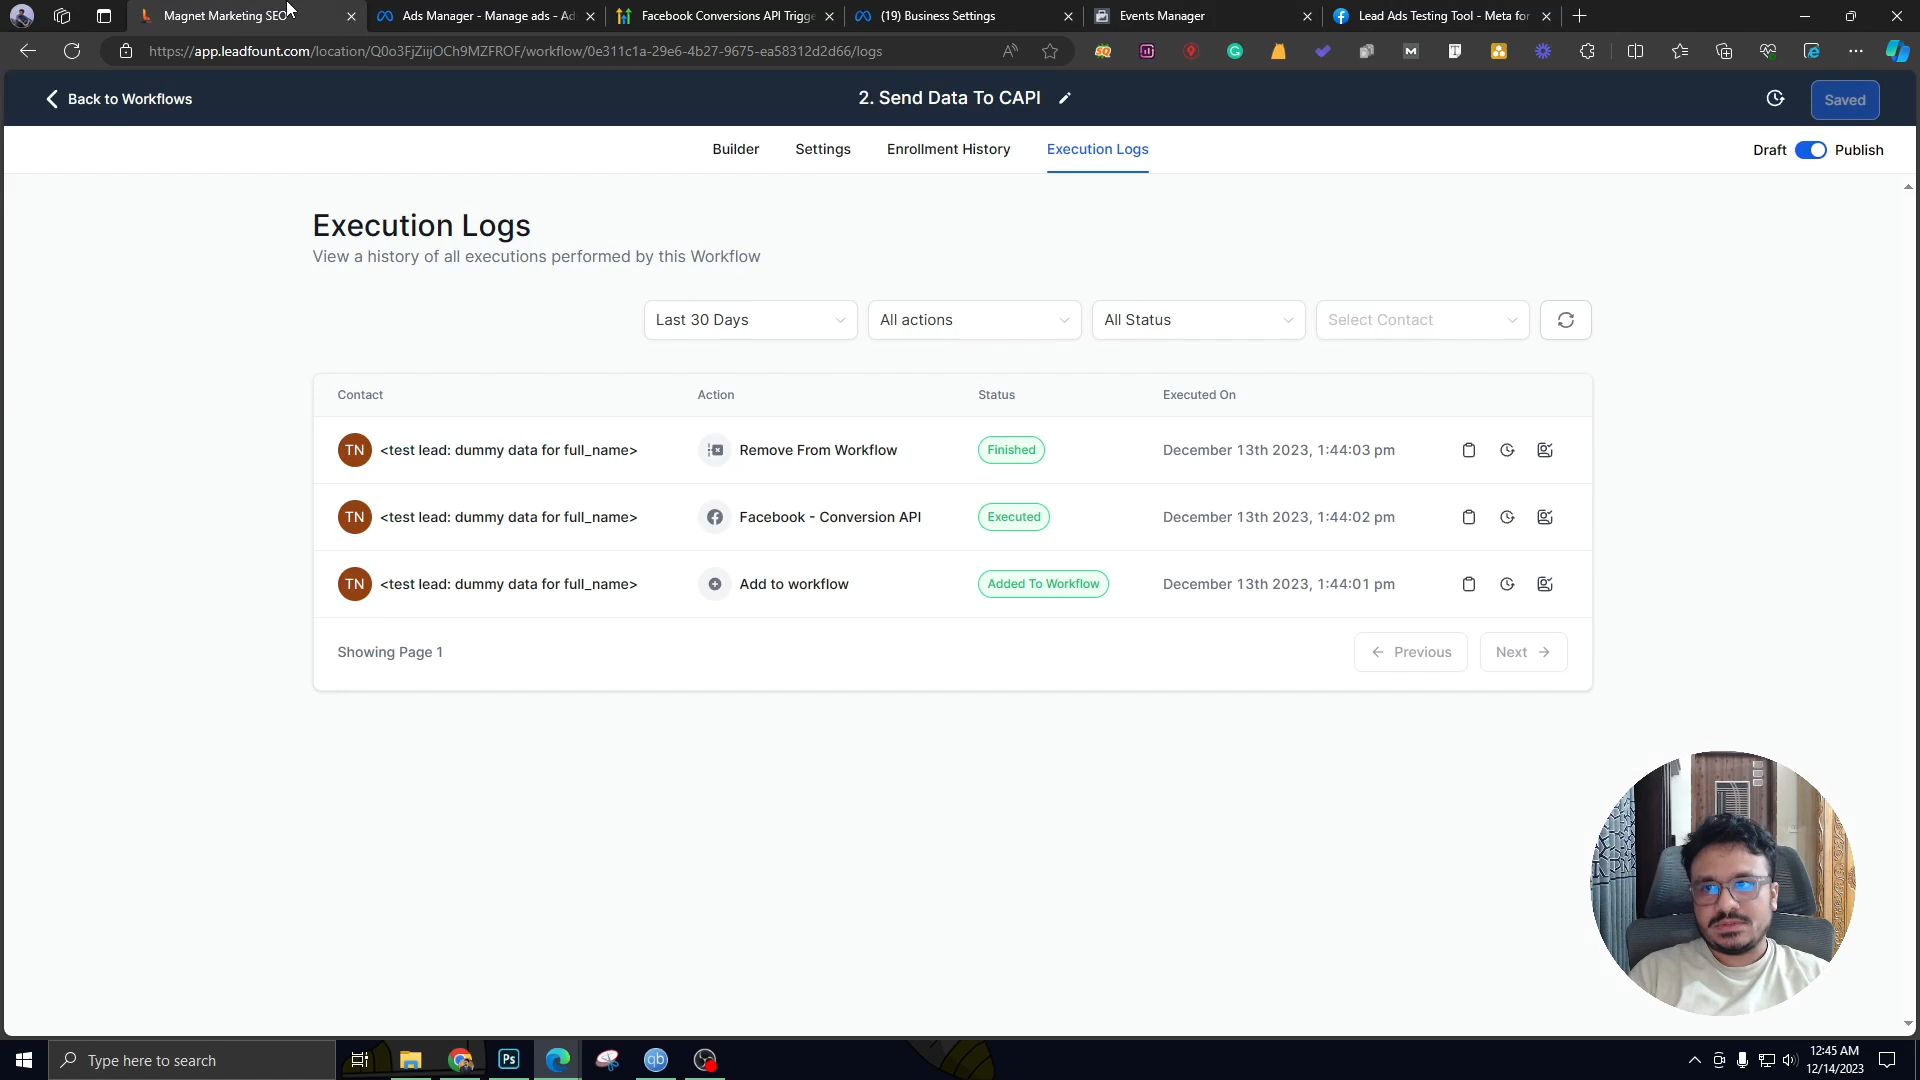 Magnet Marketing SEO
Ads Manager - Manage ads - Ad
Facebook Conversions API Trigge
(19) Business Settings
Events Manager
Lead Ads Testing Tool - Meta for
https://app.leadfount.com/location/Q0o3FjZiijOCh9MZFROF/workflow/0e311c1a-29e6-4b27-9675-ea58312d2d66/logs
Back to Workflows
2. Send Data To CAPI
Saved
Builder
Settings
Enrollment History
Execution Logs
Draft
Publish
Execution Logs
View a history of all executions performed by this Workflow
Last 30 Days
All actions
All Status
Select Contact
Contact Action Status Executed On
TN <test lead: dummy data for full_name> Remove From Workflow Finished December 13th 2023, 1:44:03 pm
TN <test lead: dummy data for full_name> Facebook - Conversion API Executed December 13th 2023, 1:44:02 pm
TN <test lead: dummy data for full_name> Add to workflow Added To Workflow December 13th 2023, 1:44:01 pm
Showing Page 1
Previous
Next
Type here to search
Ps
qb
12:45 AM
12/14/2023